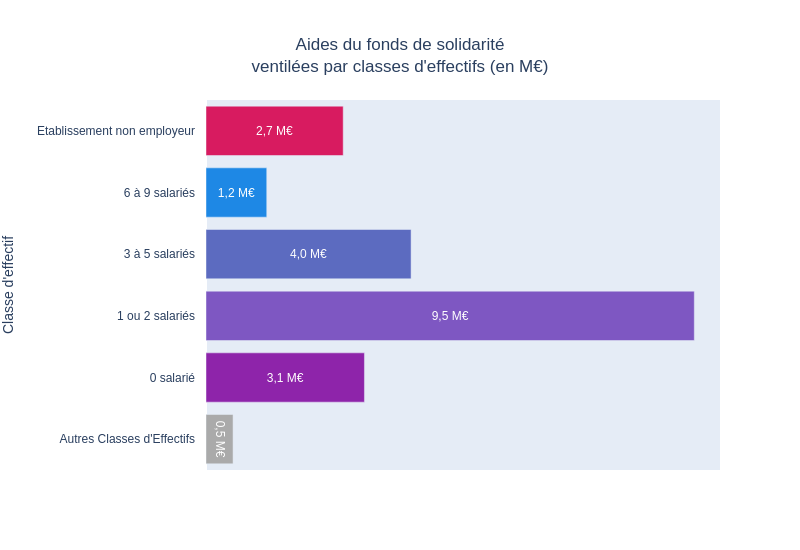 Aides du fonds de solidarité
ventilées par classes d'effectifs (en M€)
Classe d'effectif
Etablissement non employeur
2,7 M€
6 à 9 salariés
1,2 M€
3 à 5 salariés
4,0 M€
1 ou 2 salariés
9,5 M€
0 salarié
3,1 M€
Autres Classes d'Effectifs
0,5 M€